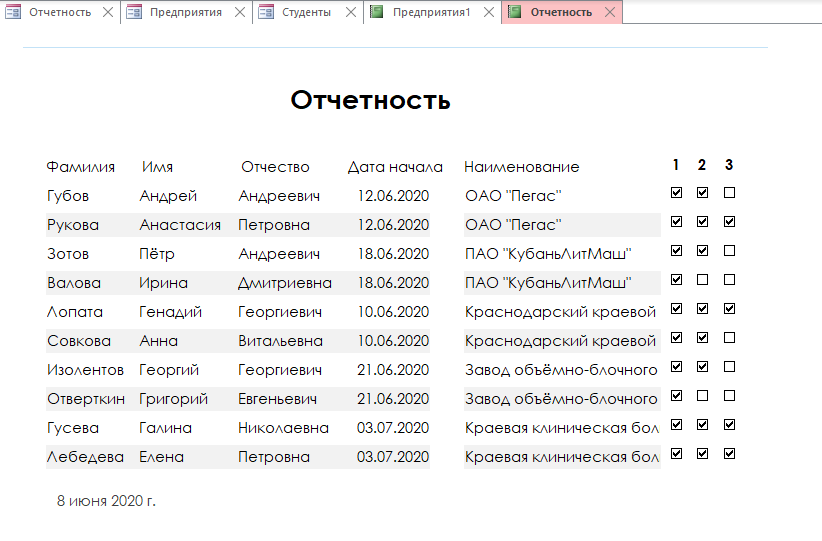 Отчетность Предприятия Студенты Предприятия1 Отчетность
Отчетность
Фамилия Имя Отчество Дата начала Наименование 1 2 3
Губов Андрей Андреевич 12.06.2020 ОАО "Пегас"
Рукова Анастасия Петровна 12.06.2020 ОАО "Пегас"
Зотов Пётр Андреевич 18.06.2020 ПАО "КубаньЛитМаш"
Валова Ирина Дмитриевна 18.06.2020 ПАО "КубаньЛитМаш"
Лопата Генадий Георгиевич 10.06.2020 Краснодарский краевой
Совкова Анна Витальевна 10.06.2020 Краснодарский краевой
Изолентов Георгий Георгиевич 21.06.2020 Завод объёмно-блочного
Отверткин Григорий Евгеньевич 21.06.2020 Завод объёмно-блочного
Гусева Галина Николаевна 03.07.2020 Краевая клиническая бол
Лебедева Елена Петровна 03.07.2020 Краевая клиническая бол
8 июня 2020 г.